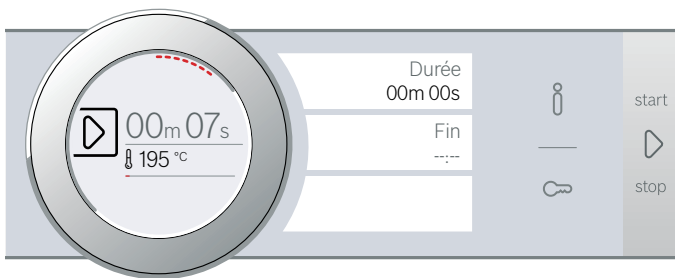 00m 07s
195 °C
Durée
00m 00s
Fin
--:--
start
stop